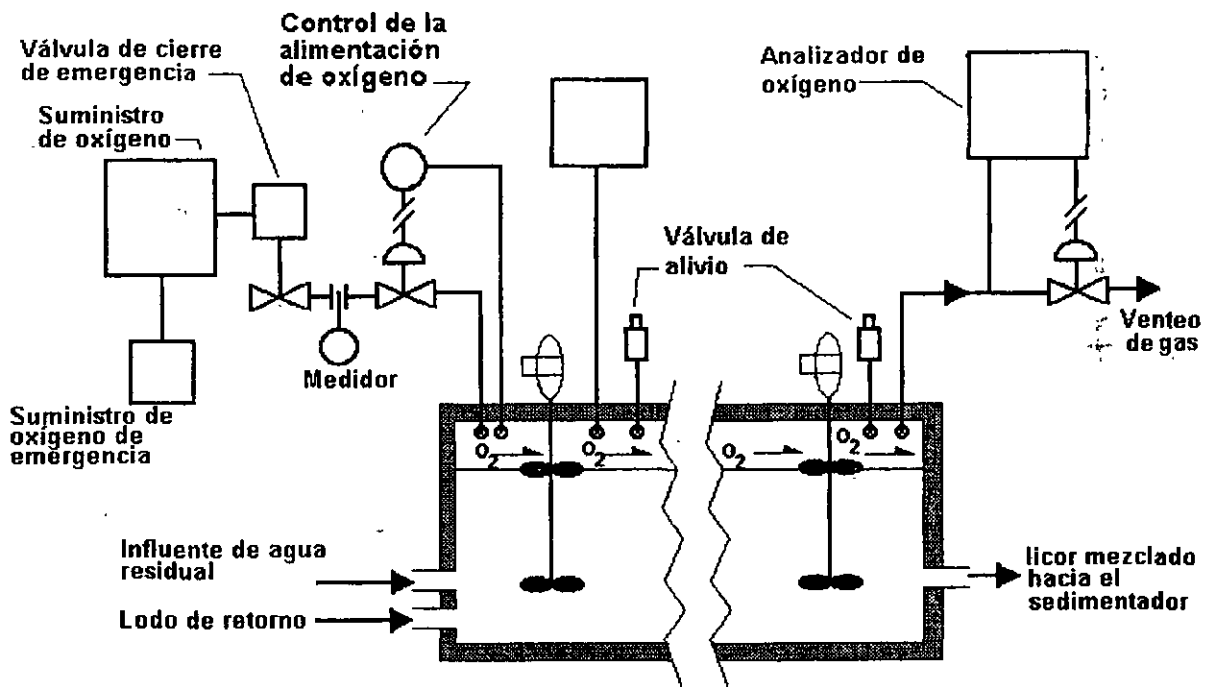 Control de la
alimentación
de oxígeno
Válvula de cierre
de emergencia
Suministro
de oxígeno
Analizador de
oxígeno
Válvula de
alivio
Venteo
de gas
Medidor
Suministro de
oxígeno de
emergencia
O2
O2
O2
O2
Influente de agua
residual
Lodo de retorno
licor mezclado
hacia el
sedimentador